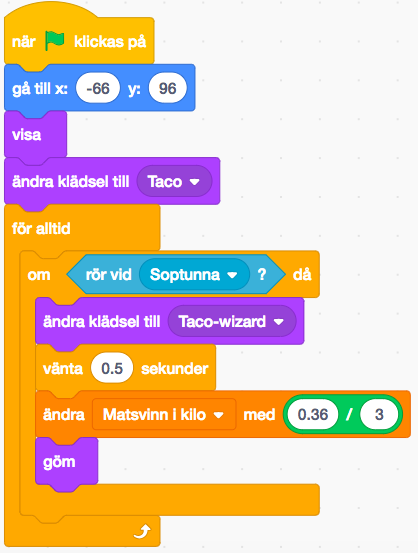 när klickas på
gå till x: -66 y: 96
visa
ändra klädsel till Taco
för alltid
om rör vid Soptunna ? då
ändra klädsel till Taco-wizard
vänta 0.5 sekunder
ändra Matsvinn i kilo med 0.36 / 3
göm